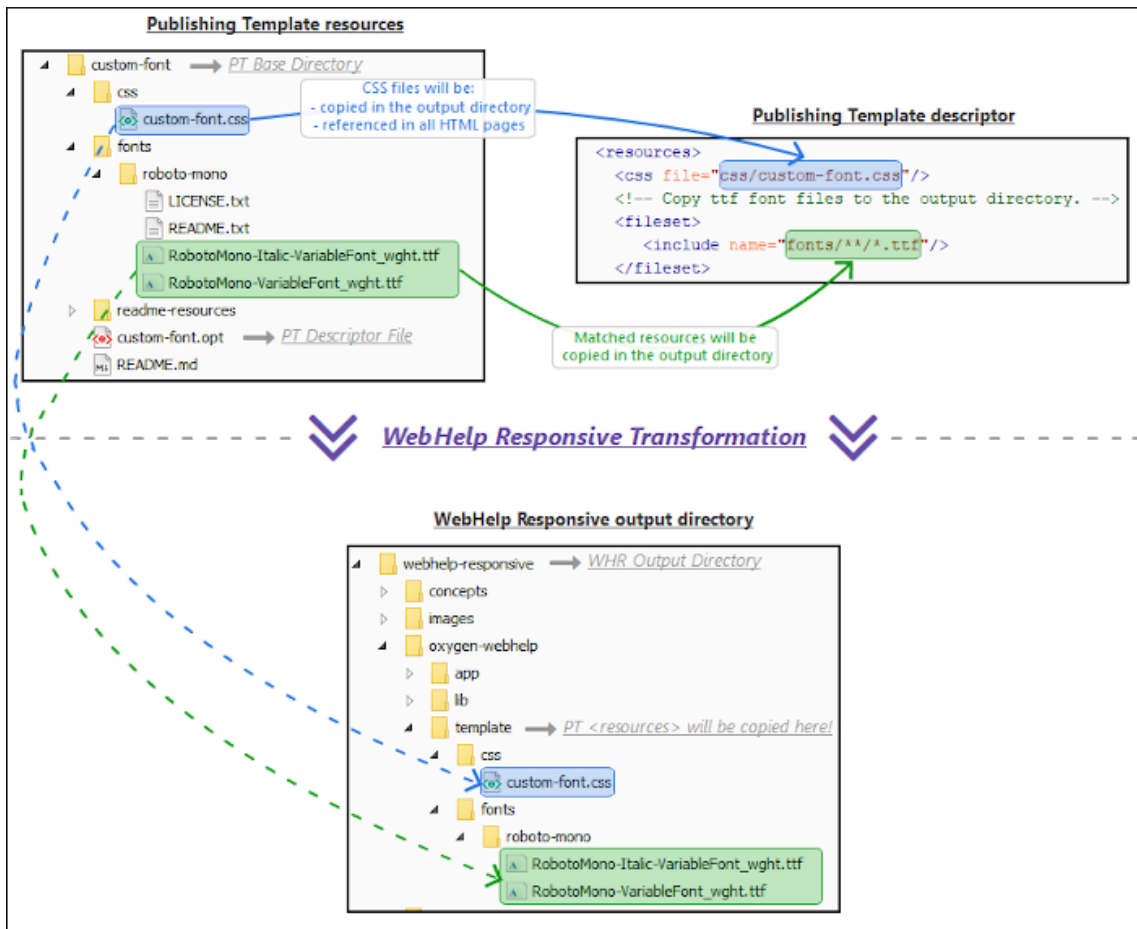 Publishing Template resources
custom-font
PT Base Directory
css
custom-font.css
fonts
roboto-mono
LICENSE.txt
README.txt
RobotoMono-Italic-VariableFont_wght.ttf
RobotoMono-VariableFont_wght.ttf
readme-resources
custom-font.opt
PT Descriptor File
M↓ README.md
CSS files will be:
- copied in the output directory
- referenced in all HTML pages
Publishing Template descriptor
<resources>
<css file="css/custom-font.css"/>
<!-- Copy ttf font files to the output directory. -->
<fileset>
<include name="fonts/**/*.ttf"/>
</fileset>
Matched resources will be
copied in the output directory
WebHelp Responsive Transformation
WebHelp Responsive output directory
webhelp-responsive
WHR Output Directory
concepts
images
oxygen-webhelp
app
lib
template
PT <resources> will be copied here!
css
custom-font.css
fonts
roboto-mono
RobotoMono-Italic-VariableFont_wght.ttf
RobotoMono-VariableFont_wght.ttf